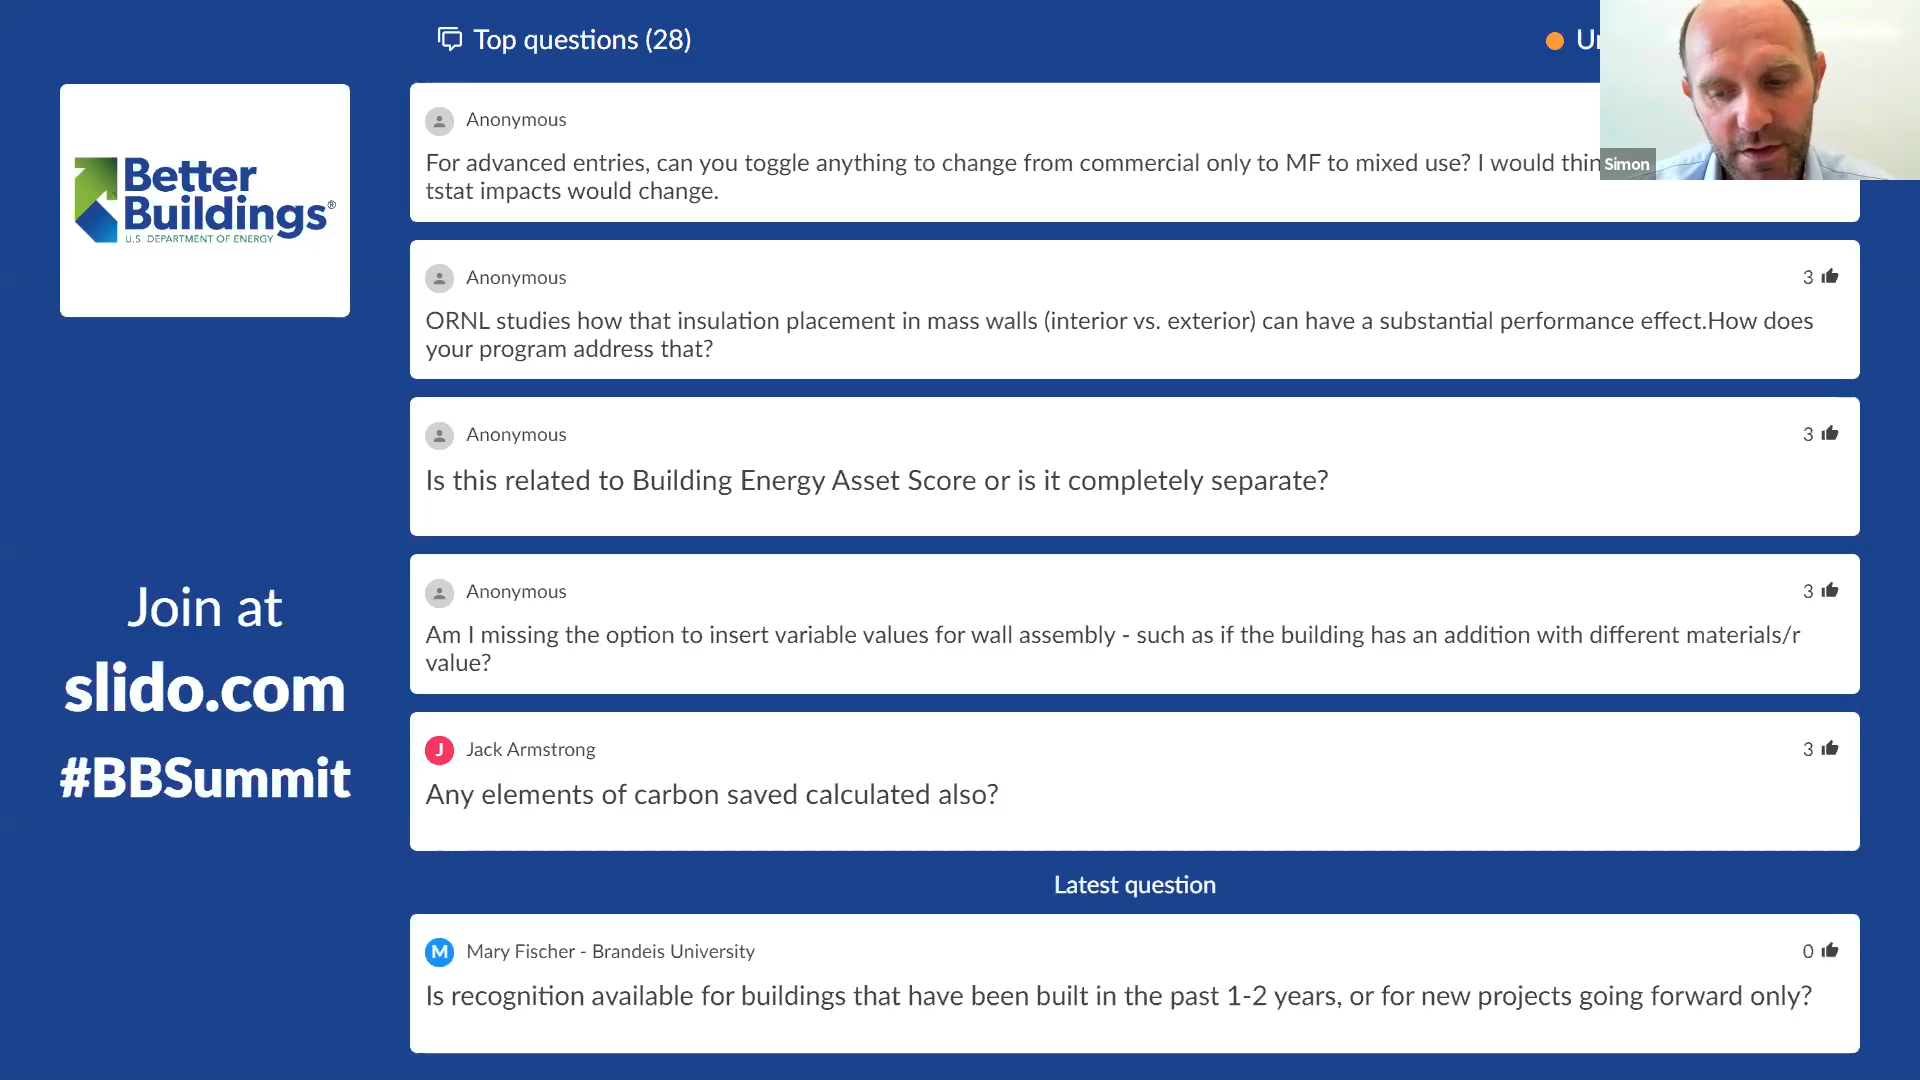 Top questions (28)
Better
Buildings®
U.S. DEPARTMENT OF ENERGY
Join at
slido.com
#BBSummit
Anonymous
For advanced entries, can you toggle anything to change from commercial only to MF to mixed use? I would
tstat impacts would change.
Simon
Anonymous
3
ORNL studies how that insulation placement in mass walls (interior vs. exterior) can have a substantial performance effect.How does
your program address that?
Anonymous
3
Is this related to Building Energy Asset Score or is it completely separate?
Anonymous
3
Am I missing the option to insert variable values for wall assembly - such as if the building has an addition with different materials/r
value?
J
Jack Armstrong
3
Any elements of carbon saved calculated also?
Latest question
M
Mary Fischer - Brandeis University
0
Is recognition available for buildings that have been built in the past 1-2 years, or for new projects going forward only?